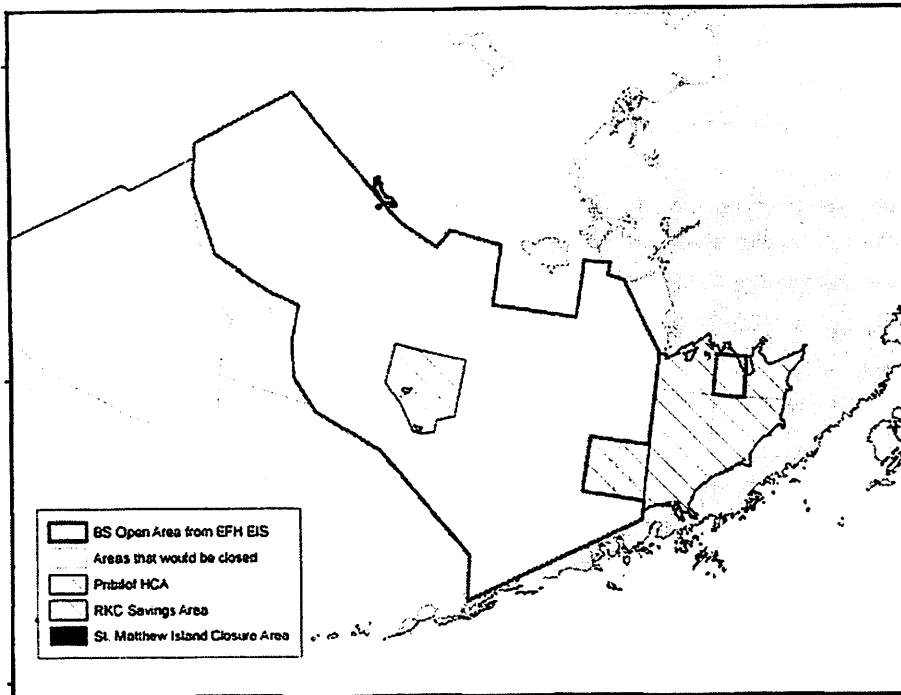 BS Open Area from EFH EIS
Areas that would be closed
Pribilof HCA
RKC Savings Area
St. Matthew Island Closure Area